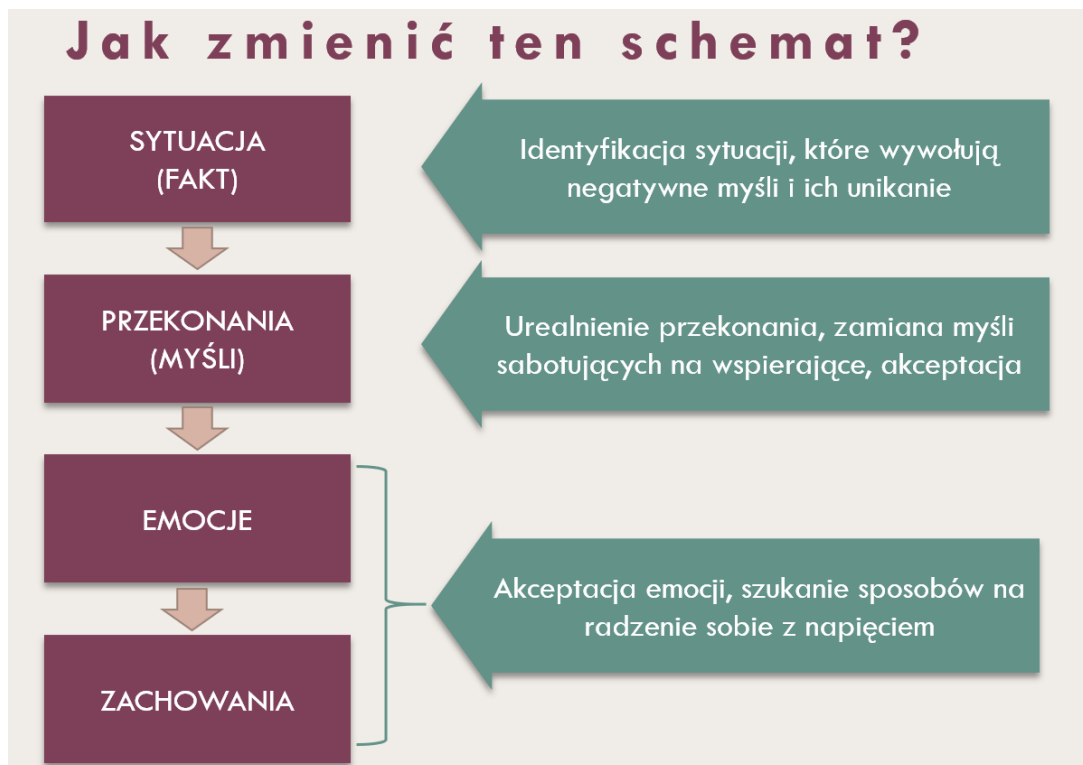 Jak zmienić ten schemat?
SYTUACJA
(FAKT)
Identyfikacja sytuacji, które wywołują
negatywne myśli i ich unikanie
PRZEKONANIA
(MYŚLI)
Urealnienie przekonania, zamiana myśli
sabotujących na wspierające, akceptacja
EMOCJE
Akceptacja emocji, szukanie sposobów na
radzenie sobie z napięciem
ZACHOWANIA